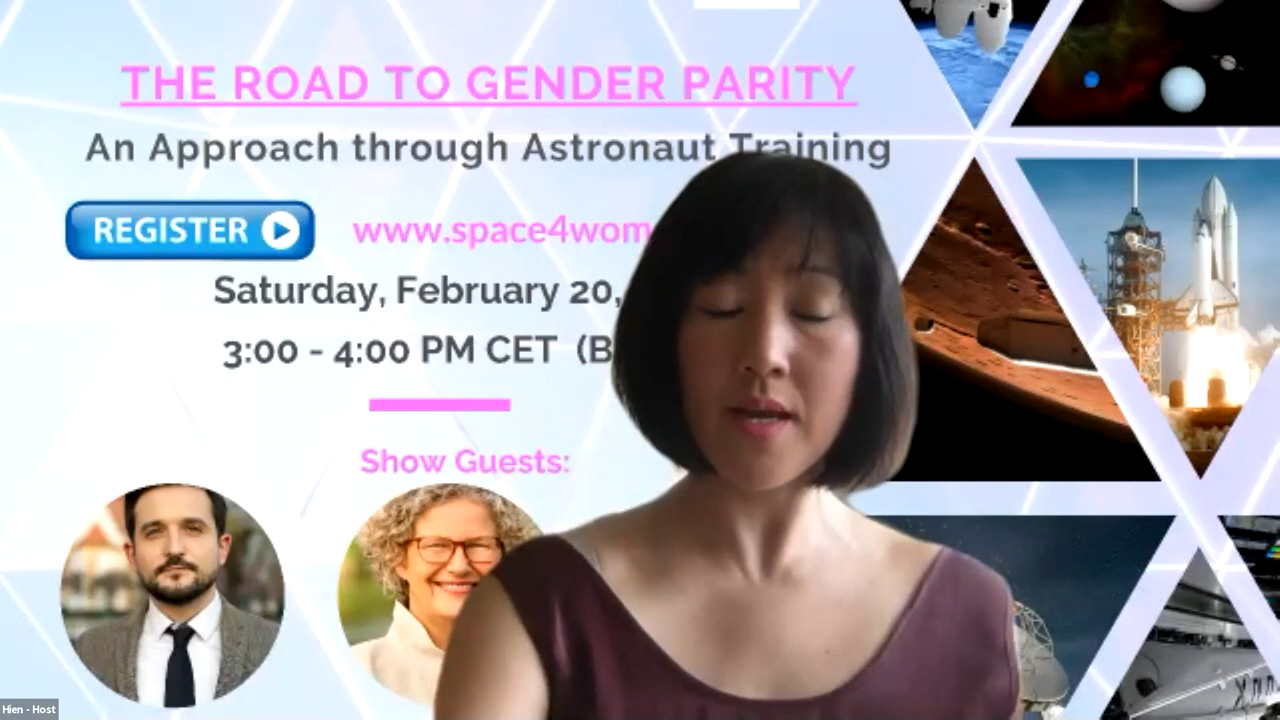 THE ROAD TO GENDER PARITY
An Approach through Astronaut Training
REGISTER
www.space4wom
Saturday, February 20,
3:00 - 4:00 PM CET (B
Show Guests:
Hien - Host